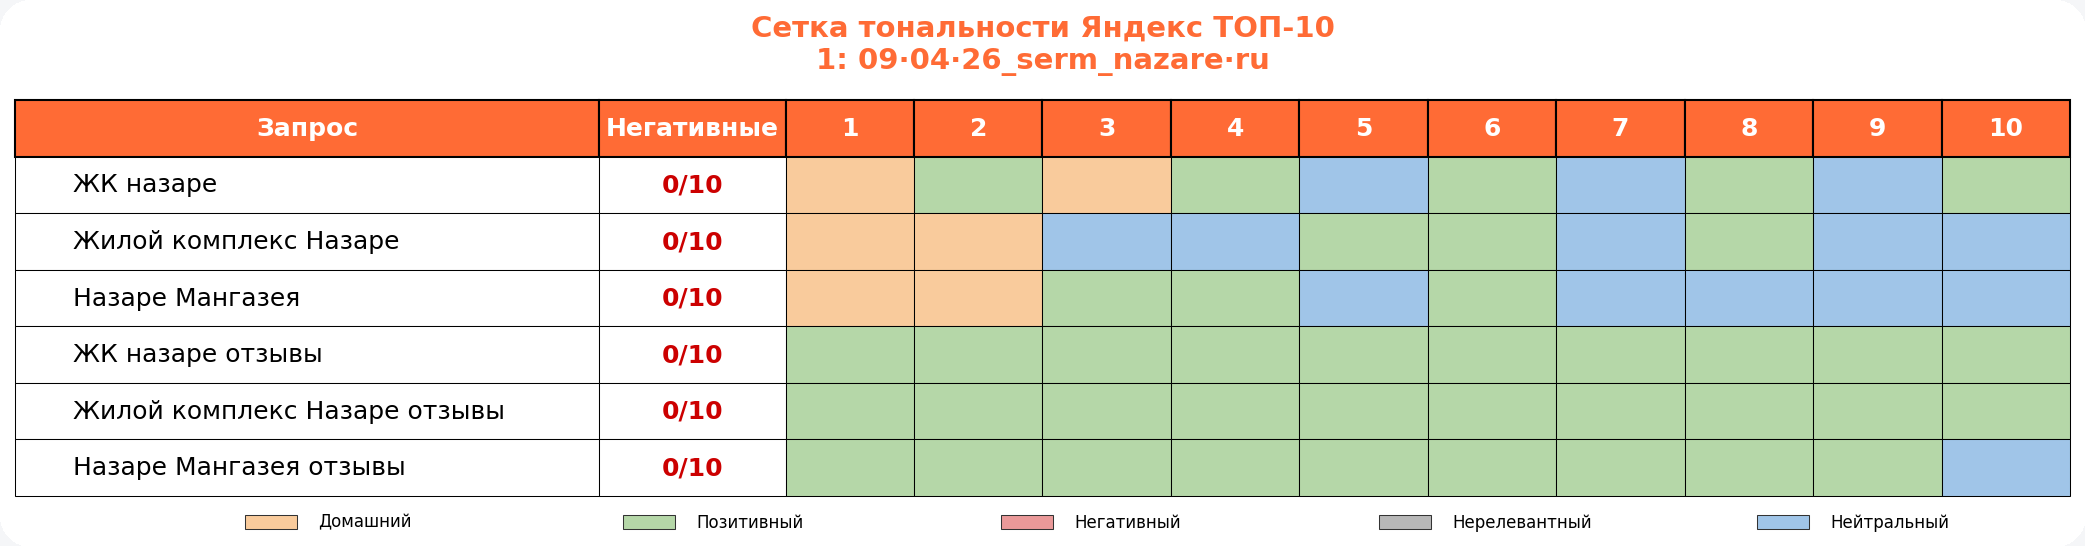 Сетка тональности Яндекс ТОП-10
1: 09·04·26_serm_nazare·ru
Запрос Негативные 1 2 3 4 5 6 7 8 9 10
ЖК назаре 0/10
Жилой комплекс Назаре 0/10
Назаре Мангазея 0/10
ЖК назаре отзывы 0/10
Жилой комплекс Назаре отзывы 0/10
Назаре Мангазея отзывы 0/10
Домашний Позитивный Негативный Нерелевантный Нейтральный